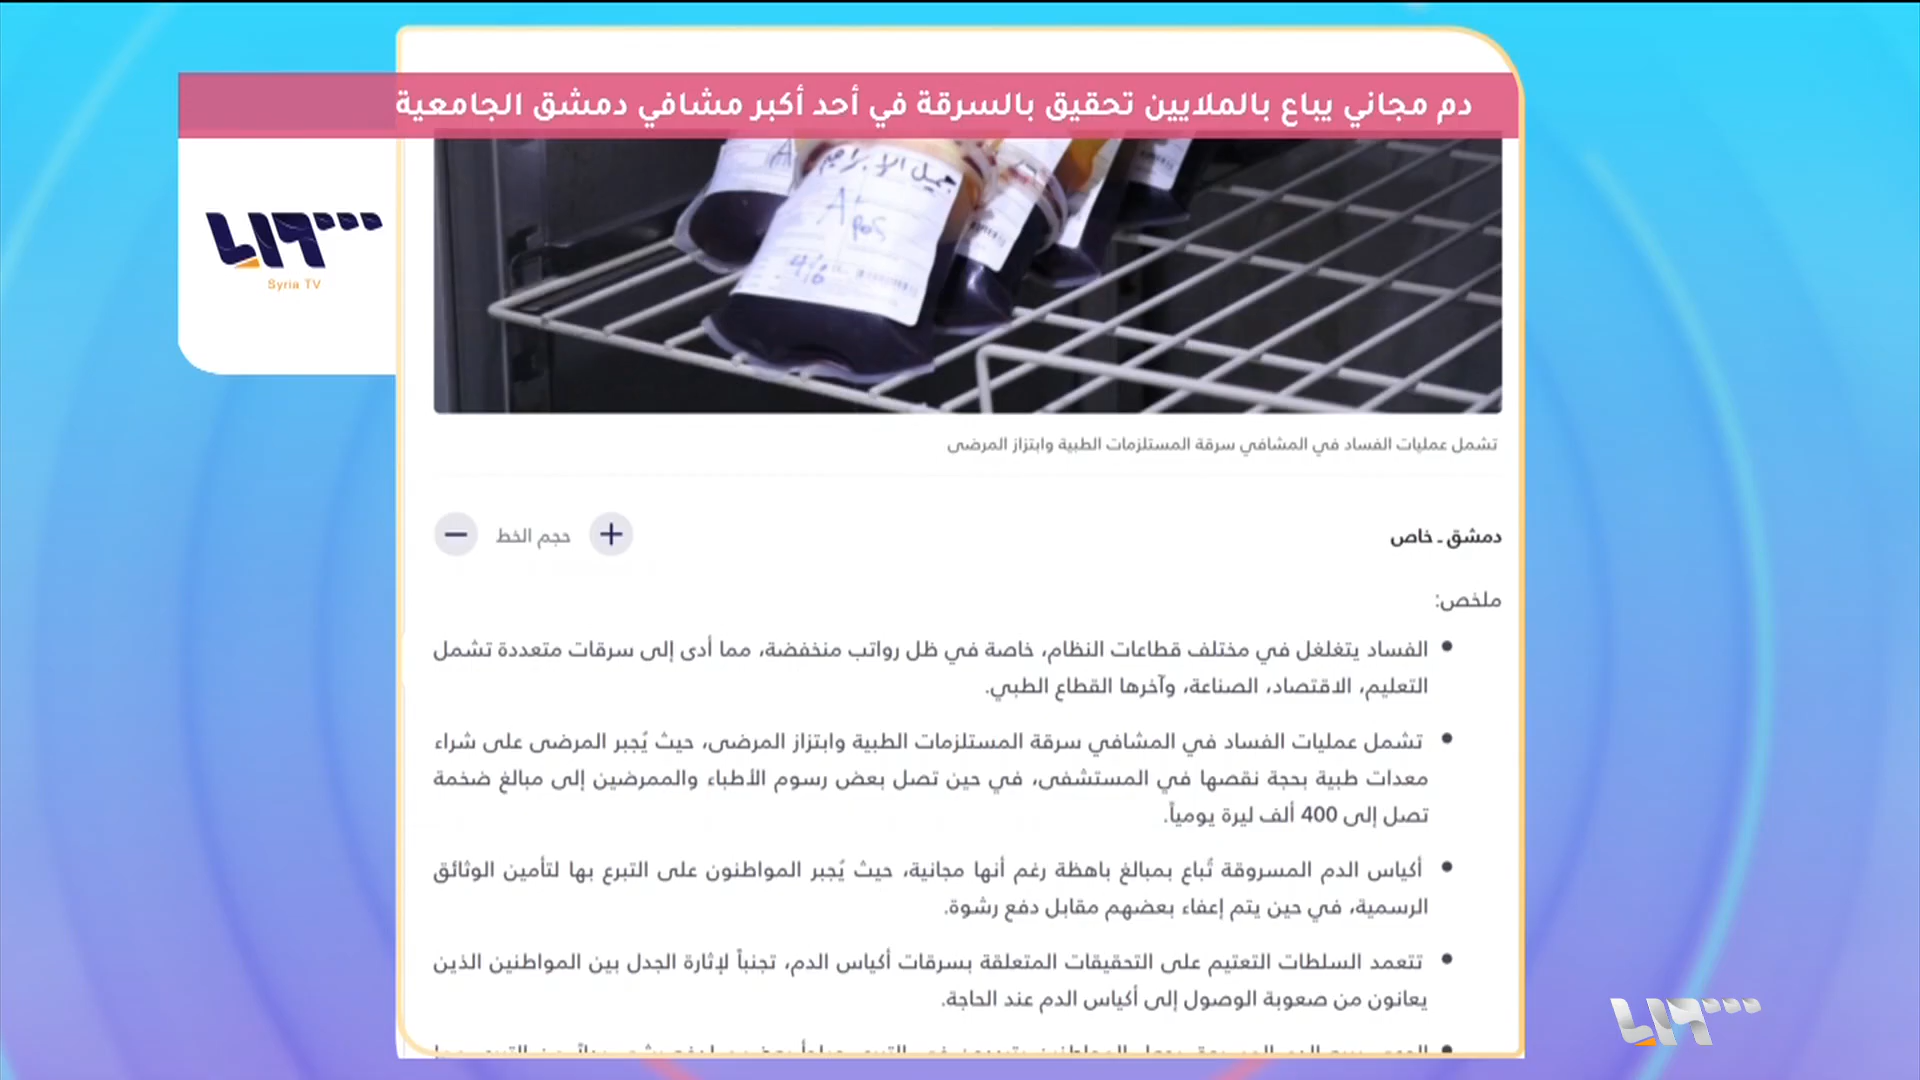 دم مجاني يباع بالملايين تحقيق بالسرقة في أحد أكبر مشافي دمشق الجامعية
Syria TV
A
جميل الإبراهيم
A+
pos
تشمل عمليات الفساد في المشافي سرقة المستلزمات الطبية وابتزاز المرضى
دمشق - خاص
+ حجم الخط −
ملخص:
• الفساد يتغلغل في مختلف قطاعات النظام، خاصة في ظل رواتب منخفضة، مما أدى إلى سرقات متعددة تشمل
التعليم، الاقتصاد، الصناعة، وآخرها القطاع الطبي.
• تشمل عمليات الفساد في المشافي سرقة المستلزمات الطبية وابتزاز المرضى، حيث يُجبر المرضى على شراء
معدات طبية بحجة نقصها في المستشفى، في حين تصل بعض رسوم الأطباء والممرضين إلى مبالغ ضخمة
تصل إلى 400 ألف ليرة يومياً.
• أكياس الدم المسروقة تُباع بمبالغ باهظة رغم أنها مجانية، حيث يُجبر المواطنون على التبرع بها لتأمين الوثائق
الرسمية، في حين يتم إعفاء بعضهم مقابل دفع رشوة.
• تتعمد السلطات التعتيم على التحقيقات المتعلقة بسرقات أكياس الدم، تجنباً لإثارة الجدل بين المواطنين الذين
يعانون من صعوبة الوصول إلى أكياس الدم عند الحاجة.